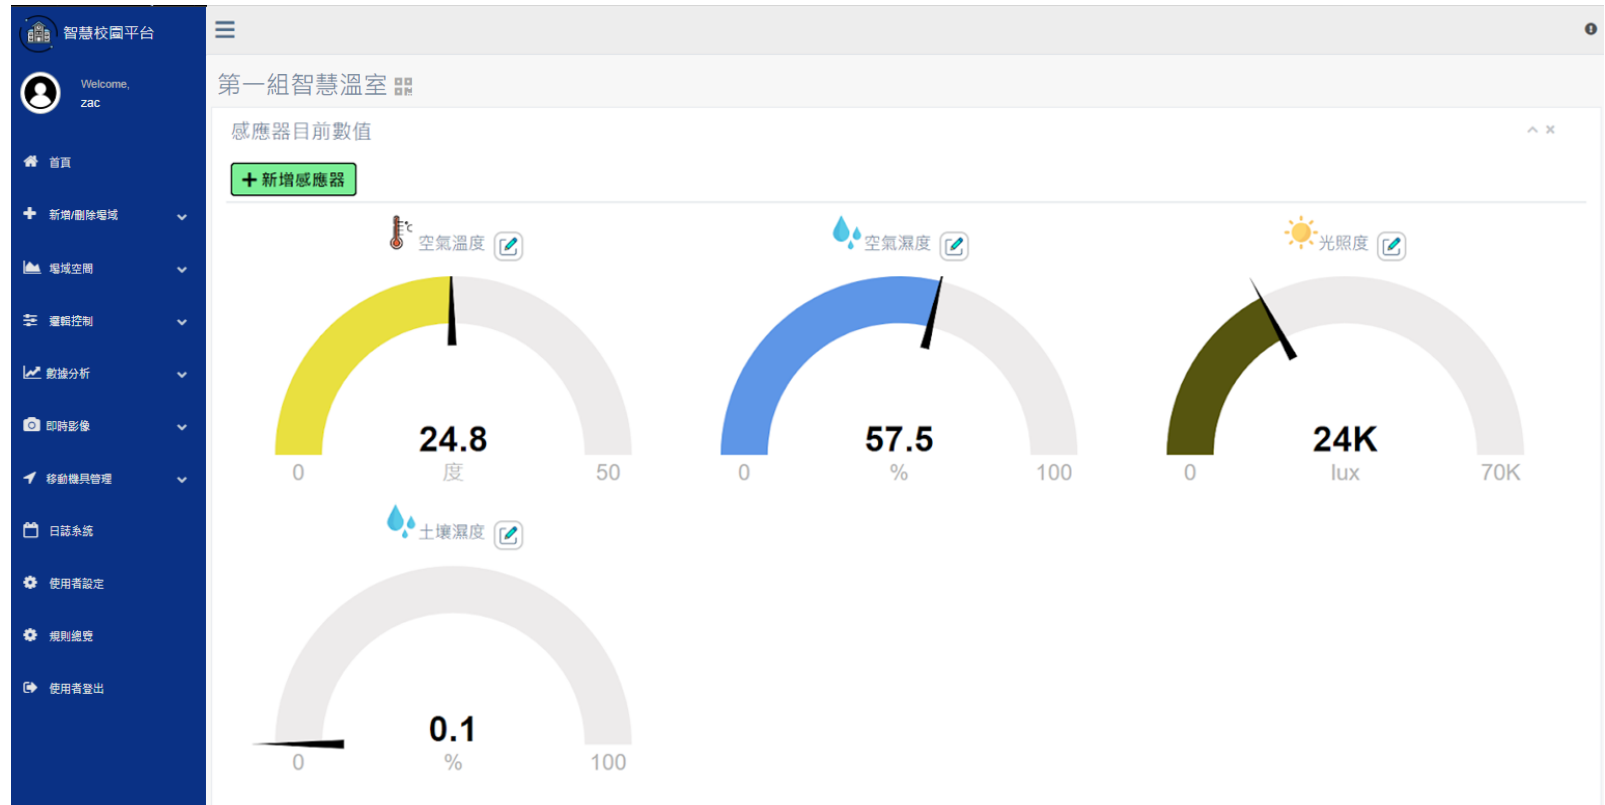 智慧校園平台
Welcome,
zac
首頁
新增/刪除場域
場域空間
邏輯控制
數據分析
即時影像
移動機具管理
日誌系統
使用者設定
規則總覽
使用者登出
第一組智慧溫室
感應器目前數值
新增感應器
°C 空氣溫度
24.8
0 度 50
空氣濕度
57.5
0 % 100
光照度
24K
0 lux 70K
土壤濕度
0.1
0 % 100